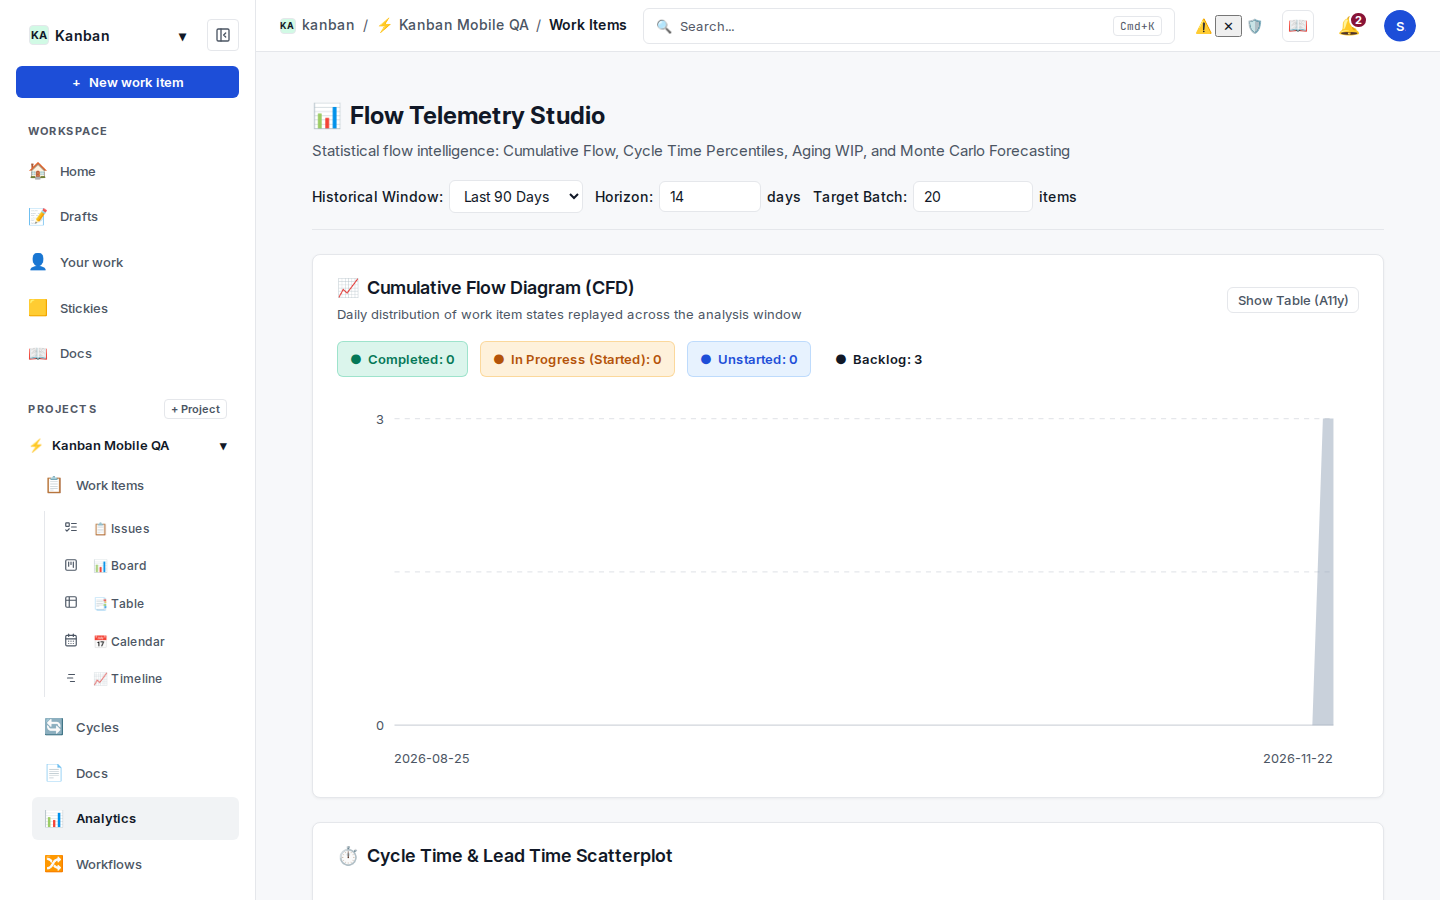 KA Kanban ▾
+ New work item
WORKSPACE
Home
Drafts
Your work
Stickies
Docs
PROJECTS
+ Project
Kanban Mobile QA ▾
Work Items
Issues
Board
Table
Calendar
Timeline
Cycles
Docs
Analytics
Workflows
KA kanban / Kanban Mobile QA / Work Items
Search...
Cmd+K
✕
2
S
Flow Telemetry Studio
Statistical flow intelligence: Cumulative Flow, Cycle Time Percentiles, Aging WIP, and Monte Carlo Forecasting
Historical Window: Last 90 Days Horizon: 14 days Target Batch: 20 items
Cumulative Flow Diagram (CFD)
Daily distribution of work item states replayed across the analysis window
Show Table (A11y)
Completed: 0
In Progress (Started): 0
Unstarted: 0
Backlog: 3
3
0
2026-08-25
2026-11-22
Cycle Time & Lead Time Scatterplot